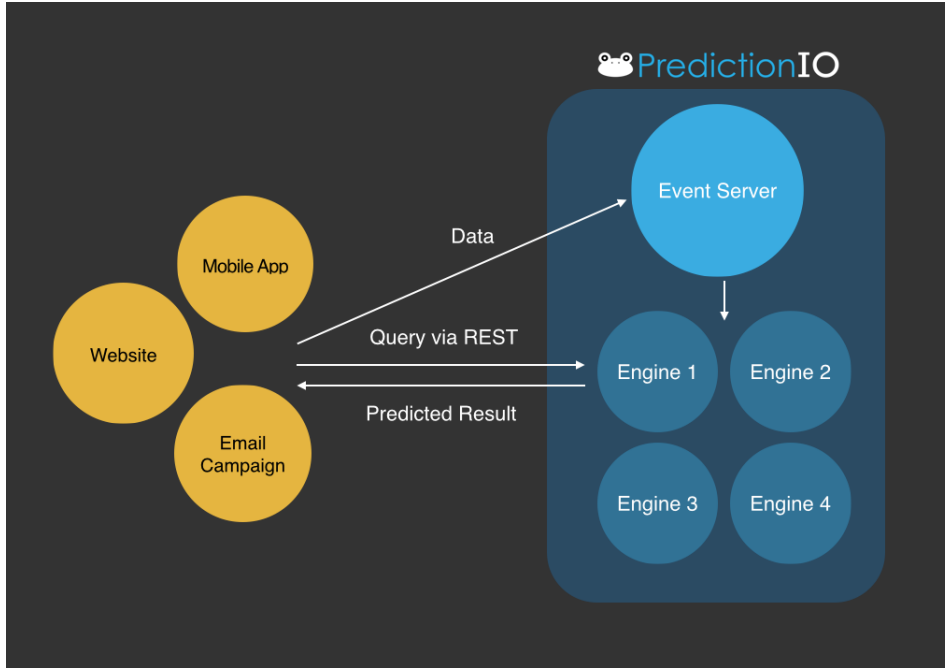 PredictionIO
Event Server
Data
Mobile App
Query via REST
Website
Engine 1
Engine 2
Predicted Result
Email
Campaign
Engine 3
Engine 4